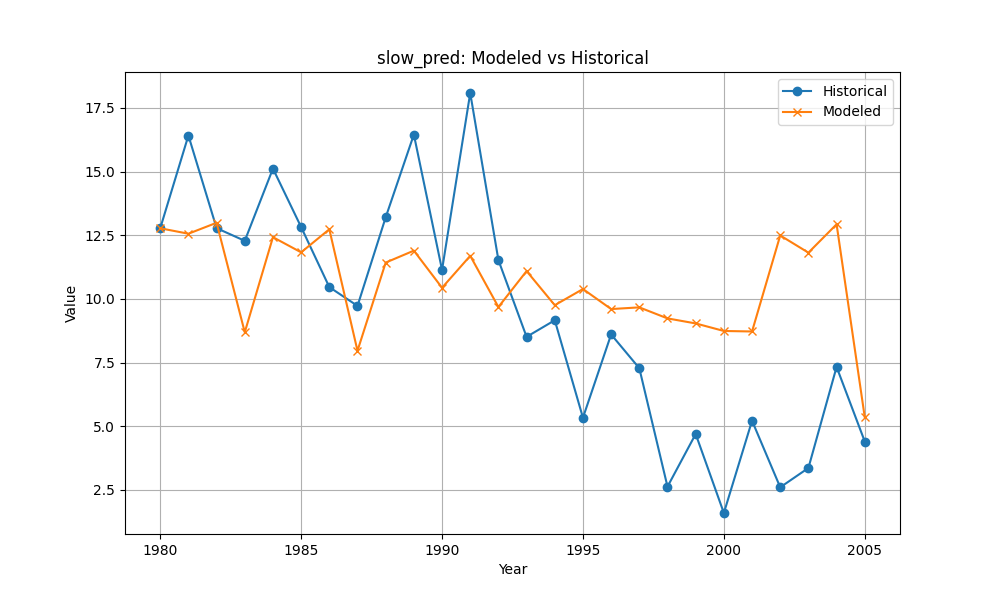 slow_pred: Modeled vs Historical
Historical
Modeled
Value
17.5
15.0
12.5
10.0
7.5
5.0
2.5
1980
1985
1990
1995
2000
2005
Year